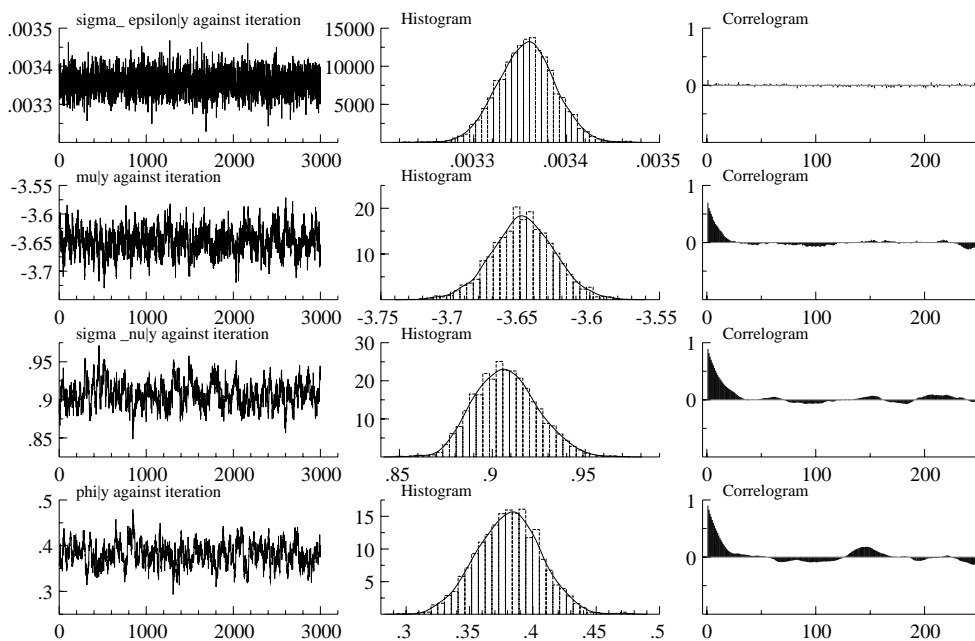 sigma_ epsilon|y against iteration
Histogram
Correlogram
.0035
.0034
.0033
0 1000 2000 3000
15000
10000
5000
.0033 .0034 .0035
1
0
0 100 200
mu|y against iteration
Histogram
Correlogram
-3.55
-3.6
-3.65
-3.7
0 1000 2000 3000
20
10
-3.75 -3.7 -3.65 -3.6 -3.55
1
0
0 100 200
sigma _nu|y against iteration
Histogram
Correlogram
.95
.9
.85
0 1000 2000 3000
30
20
10
.85 .9 .95
1
0
0 100 200
phi|y against iteration
Histogram
Correlogram
.5
.4
.3
0 1000 2000 3000
15
10
5
.3 .35 .4 .45 .5
1
0
0 100 200